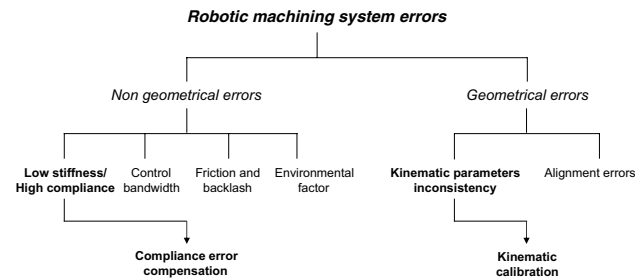 Robotic machining system errors
Non geometrical errors
Geometrical errors
Low stiffness/
High compliance
Control
bandwidth
Friction and
backlash
Environmental
factor
Kinematic parameters
inconsistency
Alignment errors
Compliance error
compensation
Kinematic
calibration